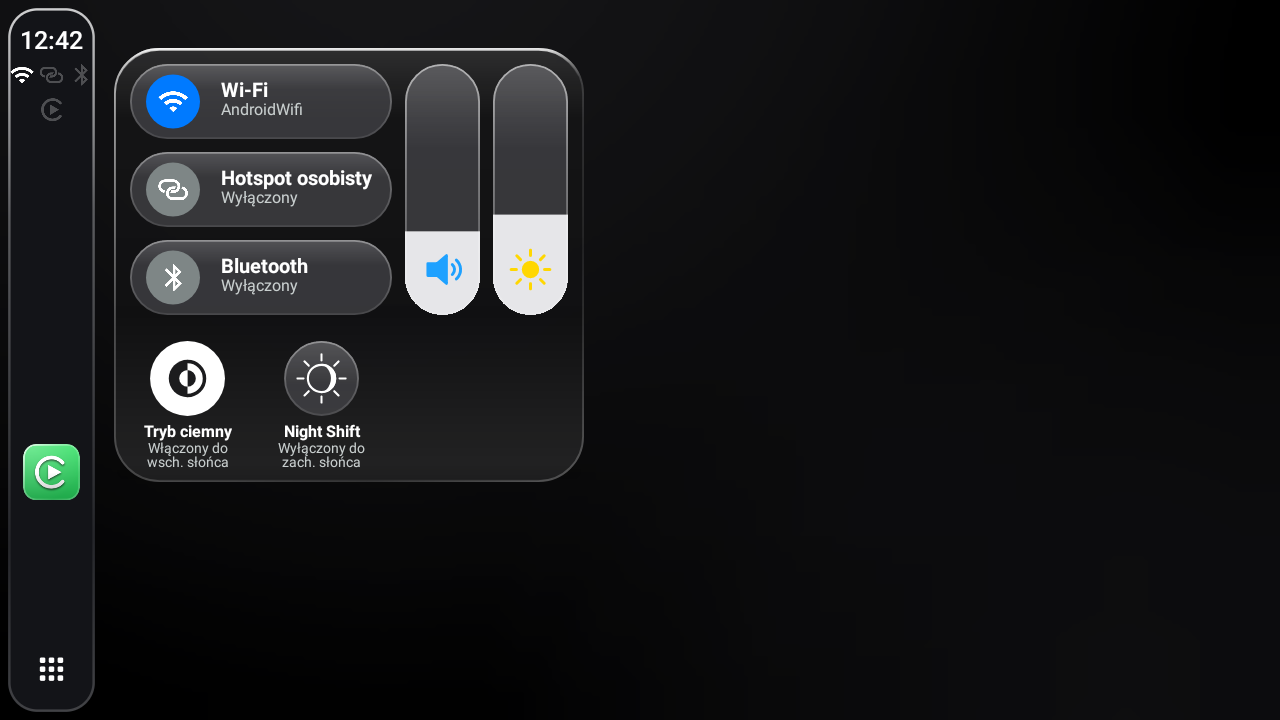 12:42
Wi-Fi
AndroidWifi
Hotspot osobisty
Wyłączony
Bluetooth
Wyłączony
Tryb ciemny
Włączony do
wsch. słońca
Night Shift
Wyłączony do
zach. słońca